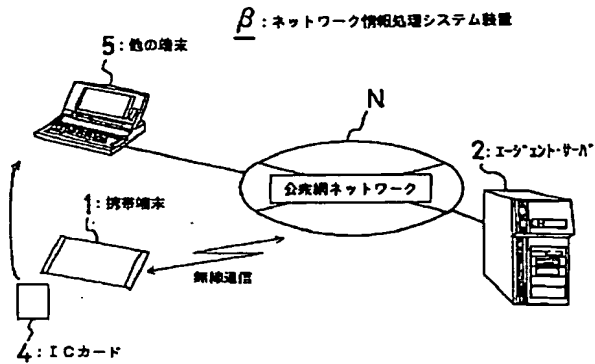 β:ネットワーク情報処理システム装置
5:他の端末
N
2:エージェント・サーバ
公衆網ネットワーク
1:携帯端末
無線通信
4:ICカード